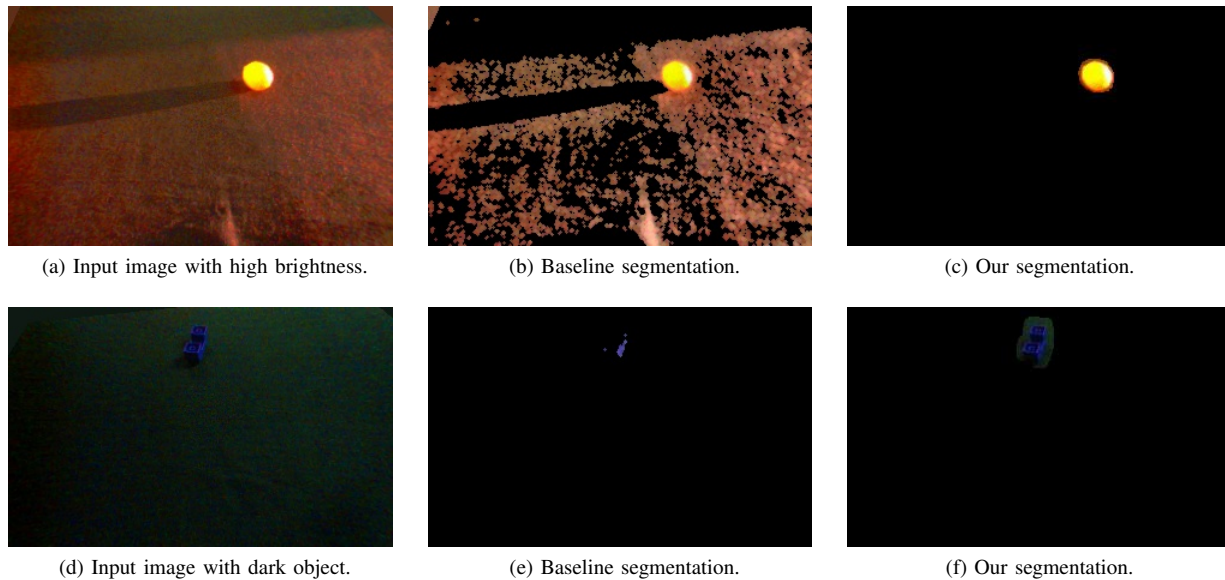 (a) Input image with high brightness.
(b) Baseline segmentation.
(c) Our segmentation.
(d) Input image with dark object.
(e) Baseline segmentation.
(f) Our segmentation.